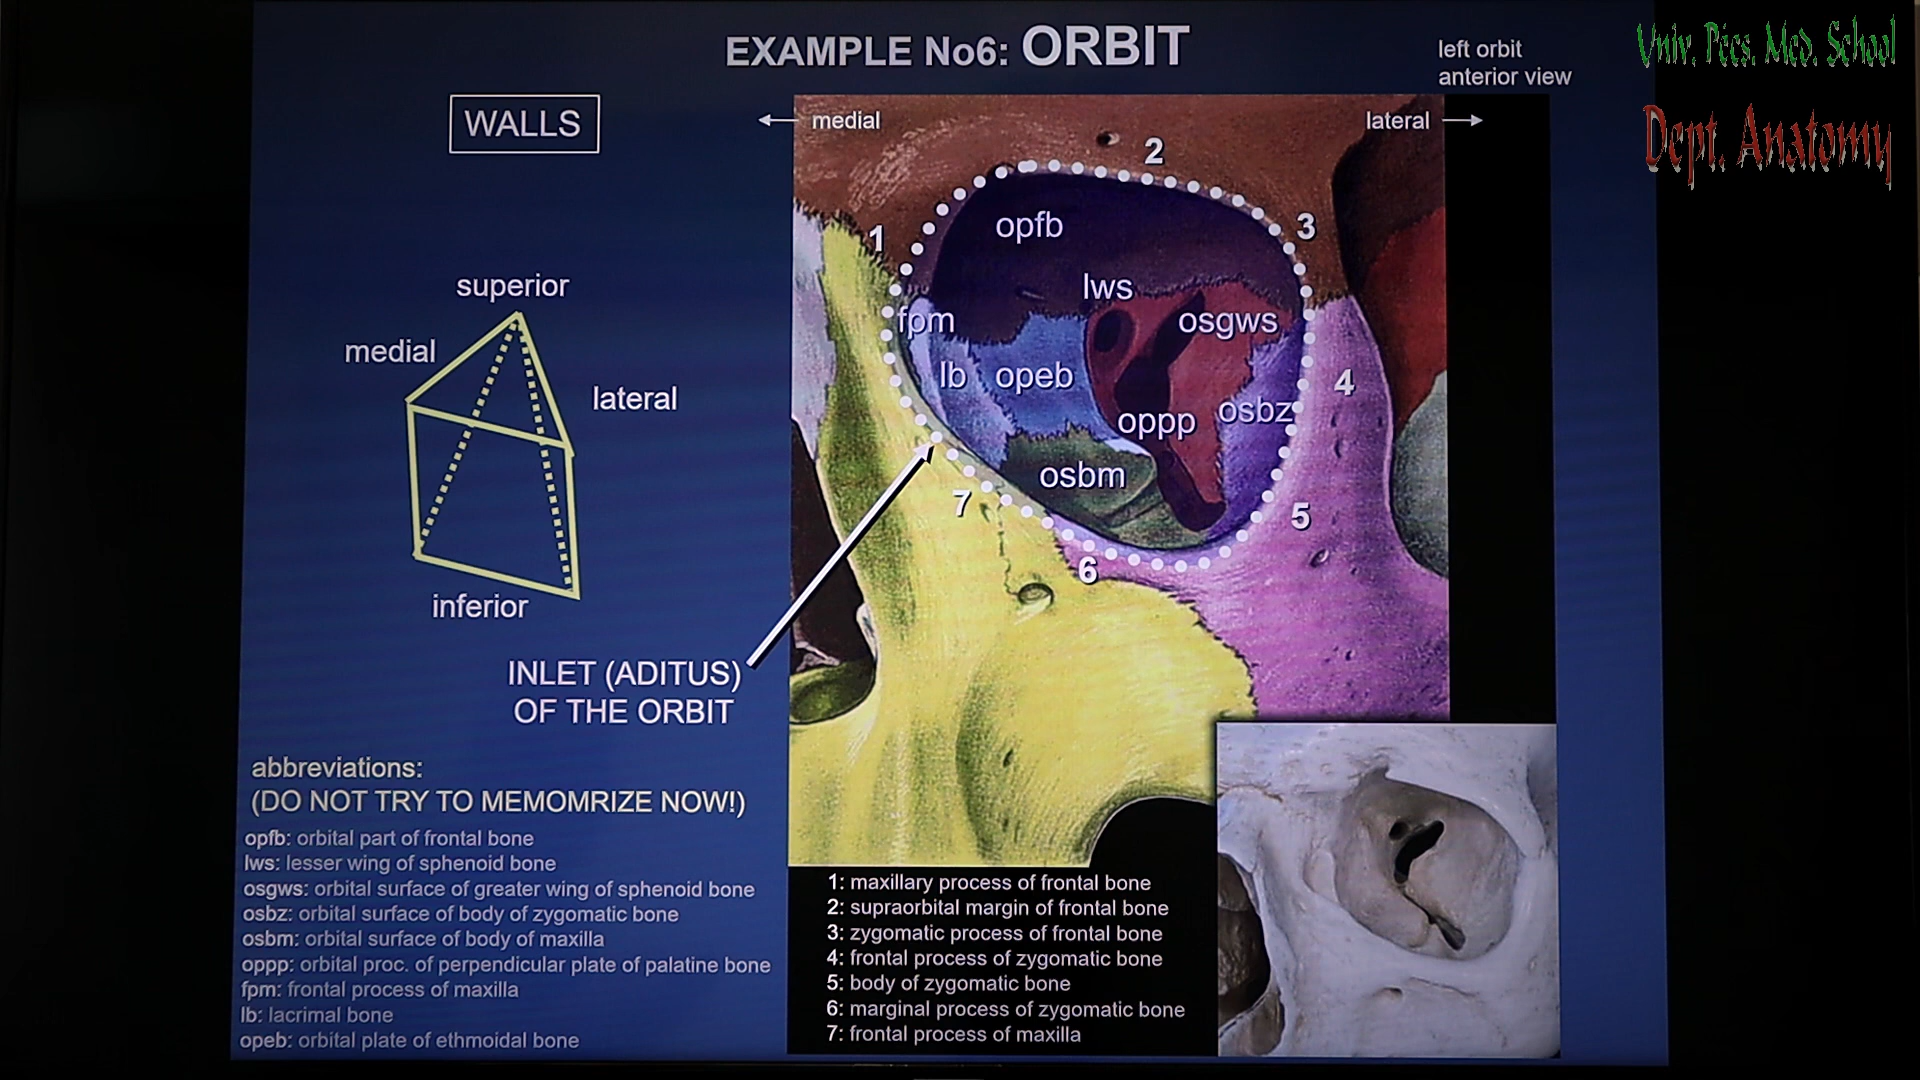 EXAMPLE No6: ORBIT
left orbit
anterior view
Univ. Pécs. Med. School
Dept. Anatomy
WALLS
medial
lateral
superior
medial
lateral
inferior
1
2
3
4
5
6
7
opfb
lws
fpm
osgws
lb
opeb
oppp
osbz
osbm
INLET (ADITUS)
OF THE ORBIT
abbreviations:
(DO NOT TRY TO MEMOMRIZE NOW!)
opfb: orbital part of frontal bone
lws: lesser wing of sphenoid bone
osgws: orbital surface of greater wing of sphenoid bone
osbz: orbital surface of body of zygomatic bone
osbm: orbital surface of body of maxilla
oppp: orbital proc. of perpendicular plate of palatine bone
fpm: frontal process of maxilla
lb: lacrimal bone
opeb: orbital plate of ethmoidal bone
1: maxillary process of frontal bone
2: supraorbital margin of frontal bone
3: zygomatic process of frontal bone
4: frontal process of zygomatic bone
5: body of zygomatic bone
6: marginal process of zygomatic bone
7: frontal process of maxilla